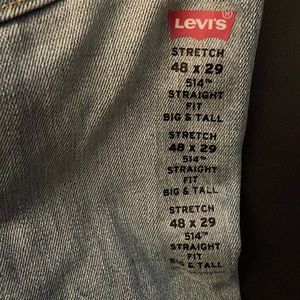 LEVI'S®
STRETCH
48 x 29
514™
STRAIGHT
FIT
BIG & TALL
STRETCH
48 x 29
514™
STRAIGHT
FIT
BIG & TALL
STRETCH
48 x 29
514™
STRAIGHT
FIT
BIG & TALL